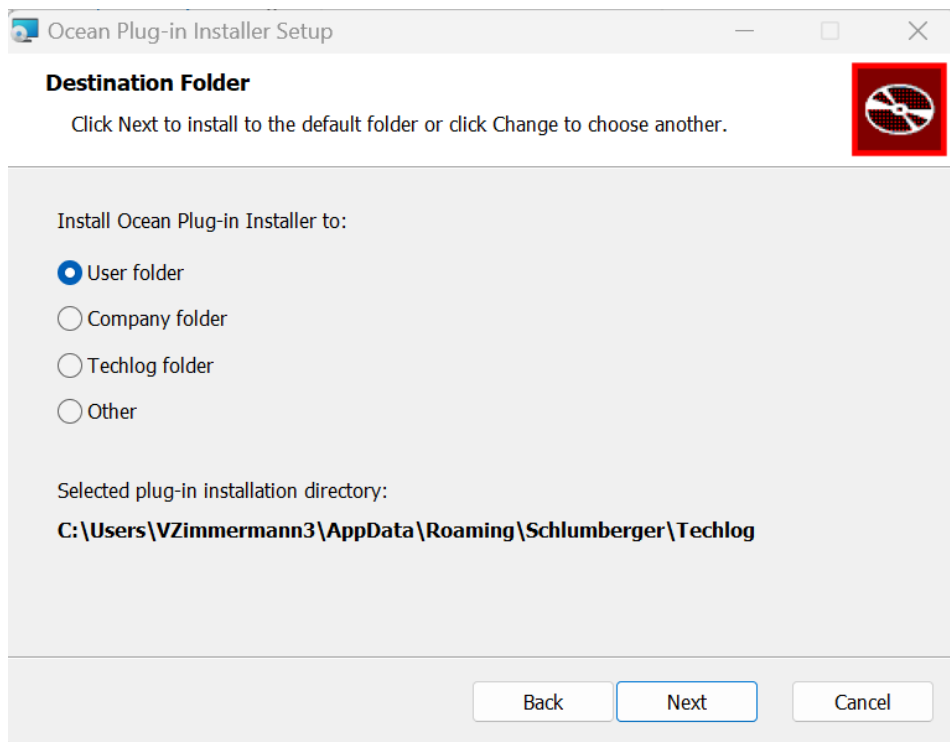 Ocean Plug-in Installer Setup
Destination Folder
Click Next to install to the default folder or click Change to choose another.
Install Ocean Plug-in Installer to:
User folder
Company folder
Techlog folder
Other
Selected plug-in installation directory:
C:\Users\VZimmermann3\AppData\Roaming\Schlumberger\Techlog
Back Next Cancel